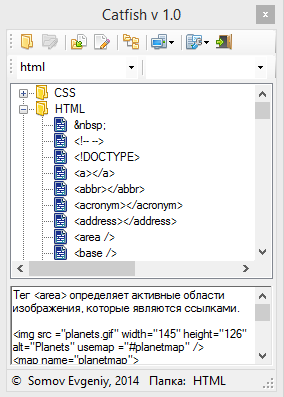 Catfish v 1.0
x
html
CSS
HTML
&nbsp;
<!-- -->
<!DOCTYPE>
<a></a>
<abbr></abbr>
<acronym></acronym>
<address></address>
<area />
<base />
Тег <area> определяет активные области
изображения, которые являются ссылками.
<img src ="planets.gif" width="145" height="126"
alt="Planets" usemap ="#planetmap" />
<map name="planetmap">
© Somov Evgeniy, 2014 Папка: HTML